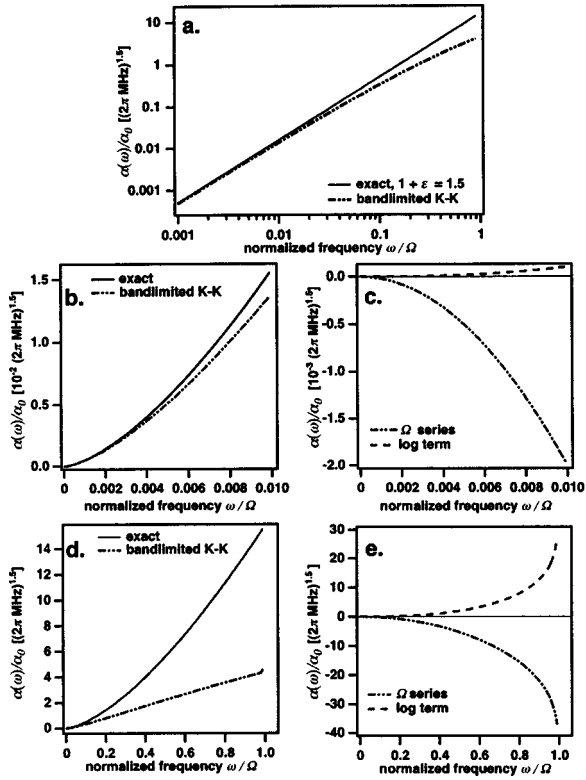 a.
10
1
0.1
0.01
0.001
α(ω)/α₀ [(2π MHz)^1.5]
exact, 1 + ε = 1.5
bandlimited K-K
0.001
0.01
0.1
1
normalized frequency ω/Ω
b.
exact
bandlimited K-K
1.5
1.0
0.5
0.0
α(ω)/α₀ [10⁻² (2π MHz)^1.5]
0
0.002
0.004
0.006
0.008
0.010
normalized frequency ω/Ω
c.
0.0
-0.5
-1.0
-1.5
-2.0
α(ω)/α₀ [10⁻³ (2π MHz)^1.5]
Ω series
log term
0
0.002
0.004
0.006
0.008
0.010
normalized frequency ω/Ω
d.
exact
bandlimited K-K
14
12
10
8
6
4
2
0
α(ω)/α₀ [(2π MHz)^1.5]
0
0.2
0.4
0.6
0.8
1.0
normalized frequency ω/Ω
e.
30
20
10
0
-10
-20
-30
-40
α(ω)/α₀ [(2π MHz)^1.5]
Ω series
log term
0
0.2
0.4
0.6
0.8
1.0
normalized frequency ω/Ω